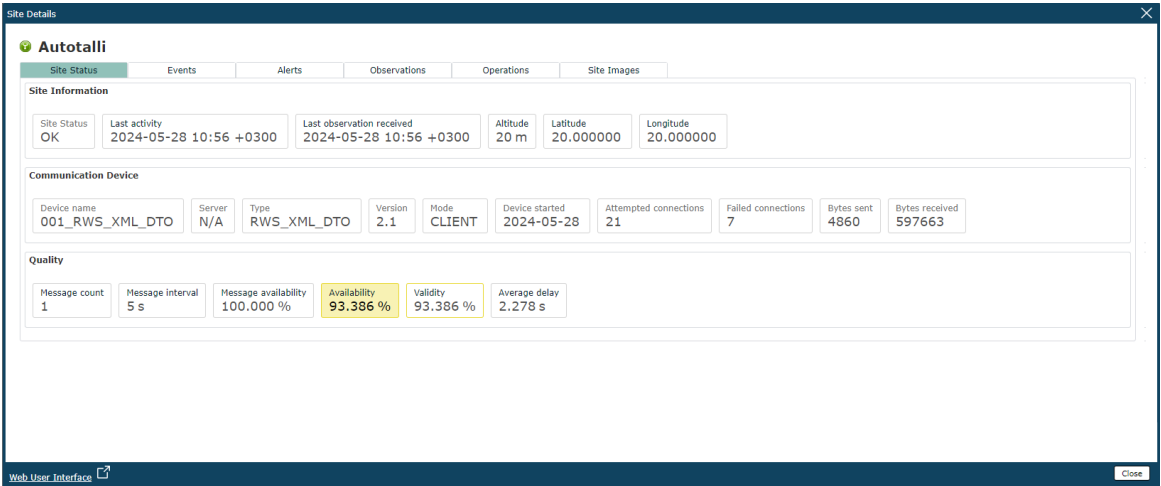 Site Details
Autotalli
Site Status Events Alerts Observations Operations Site Images
Site Information
Site Status Last activity Last observation received Altitude Latitude Longitude
OK 2024-05-28 10:56 +0300 2024-05-28 10:56 +0300 20 m 20.000000 20.000000
Communication Device
Device name Server Type Version Mode Device started Attempted connections Failed connections Bytes sent Bytes received
001_RWS_XML_DTO N/A RWS_XML_DTO 2.1 CLIENT 2024-05-28 21 7 4860 597663
Quality
Message count Message interval Message availability Availability Validity Average delay
1 5 s 100.000 % 93.386 % 93.386 % 2.278 s
Web User Interface Close